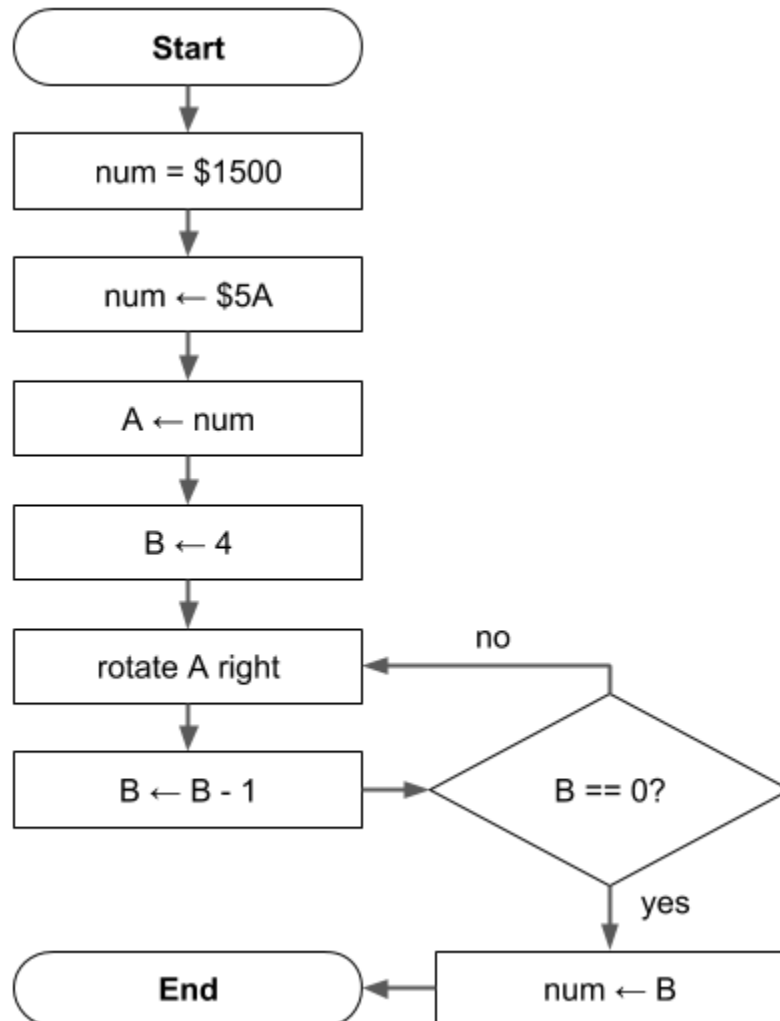 Start
num = $1500
num ← $5A
A ← num
B ← 4
rotate A right
no
B ← B - 1
B == 0?
yes
num ← B
End